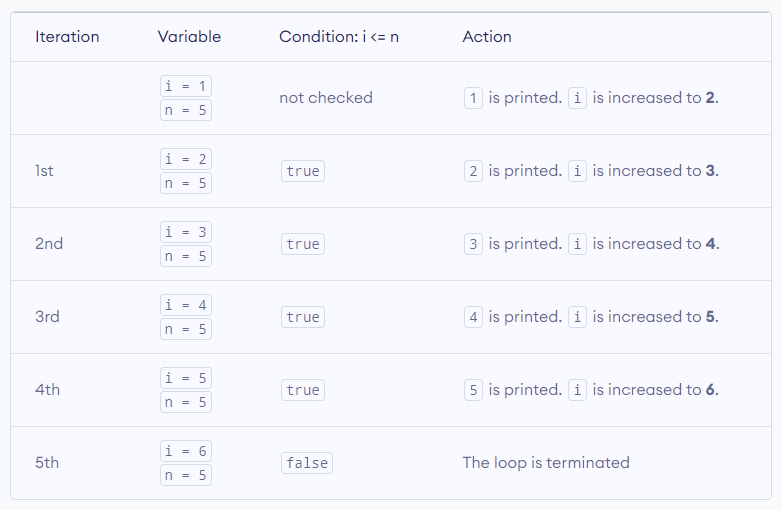 Iteration Variable Condition: i <= n Action
i = 1
n = 5
not checked
1 is printed. i is increased to 2.
1st
i = 2
n = 5
true
2 is printed. i is increased to 3.
2nd
i = 3
n = 5
true
3 is printed. i is increased to 4.
3rd
i = 4
n = 5
true
4 is printed. i is increased to 5.
4th
i = 5
n = 5
true
5 is printed. i is increased to 6.
5th
i = 6
n = 5
false
The loop is terminated